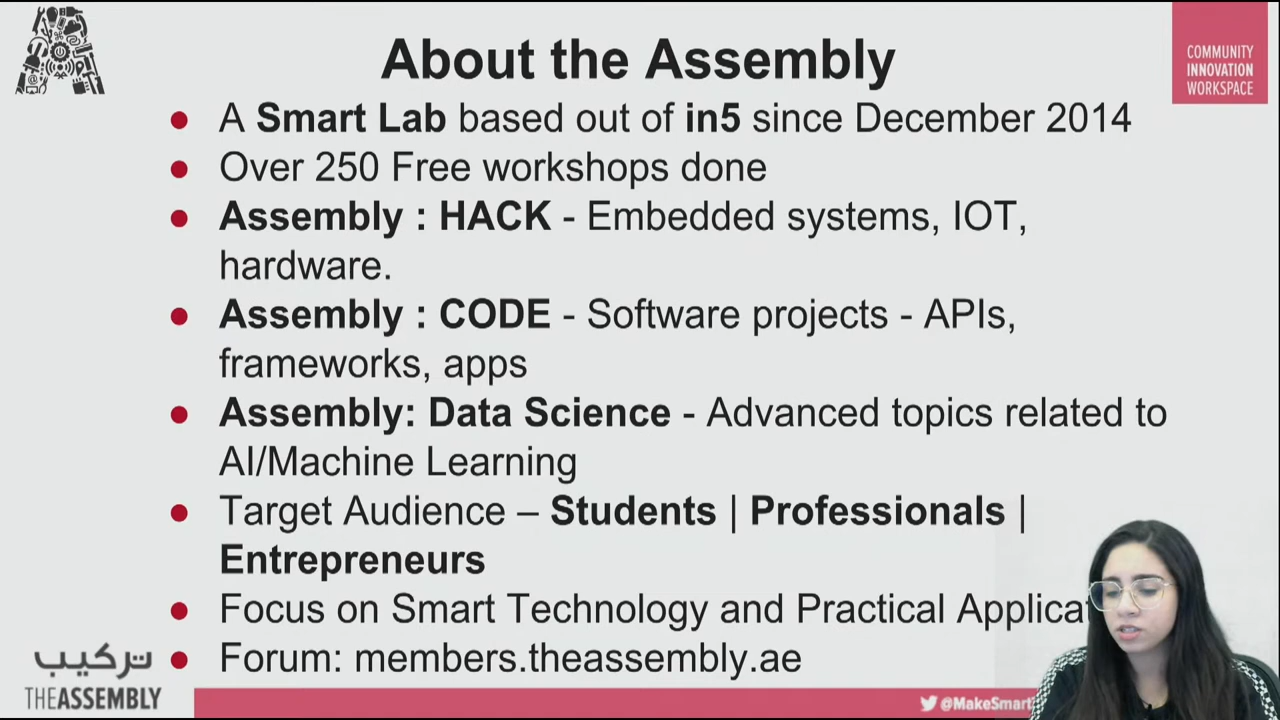 About the Assembly
COMMUNITY
INNOVATION
WORKSPACE
● A Smart Lab based out of in5 since December 2014
● Over 250 Free workshops done
● Assembly : HACK - Embedded systems, IOT,
hardware.
● Assembly : CODE - Software projects - APIs,
frameworks, apps
● Assembly: Data Science - Advanced topics related to
AI/Machine Learning
● Target Audience – Students | Professionals |
Entrepreneurs
● Focus on Smart Technology and Practical
● Forum: members.theassembly.ae
تركيب
THEASSEMBLY